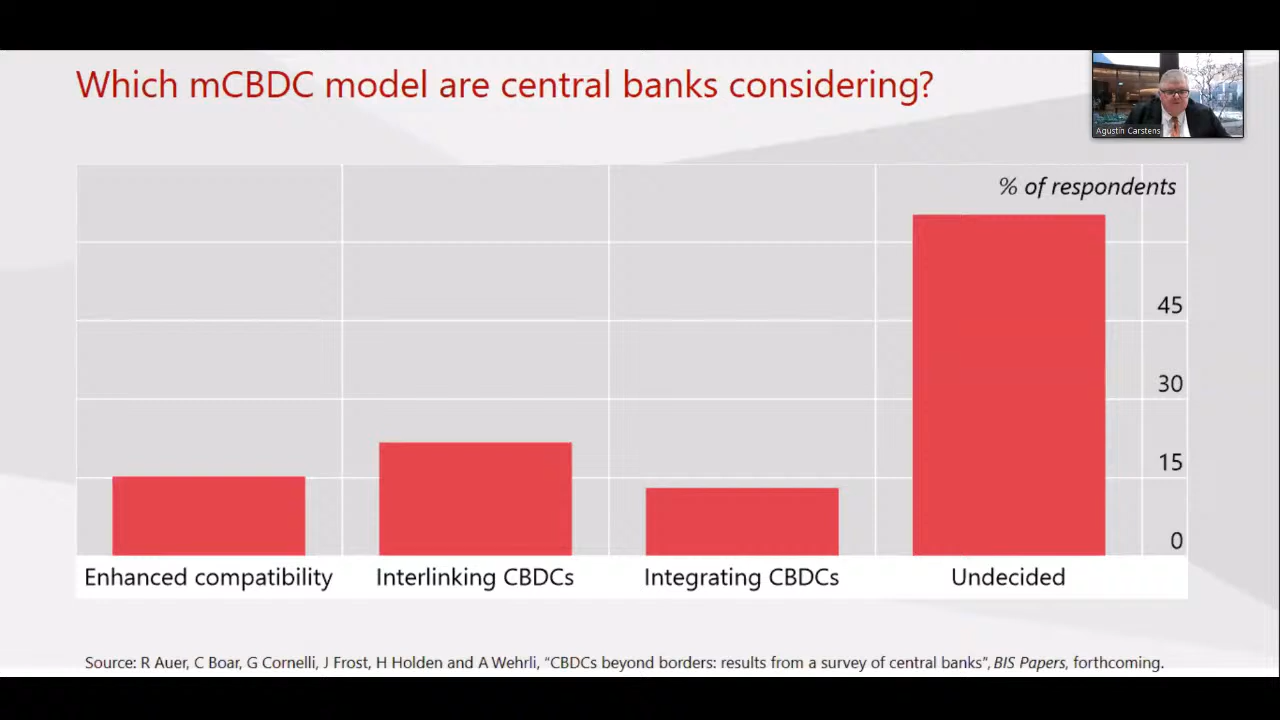 Which mCBDC model are central banks considering?
Agustín Carstens
% of respondents
45
30
15
0
Enhanced compatibility
Interlinking CBDCs
Integrating CBDCs
Undecided
Source: R Auer, C Boar, G Cornelli, J Frost, H Holden and A Wehrli, “CBDCs beyond borders: results from a survey of central banks”, BIS Papers, forthcoming.